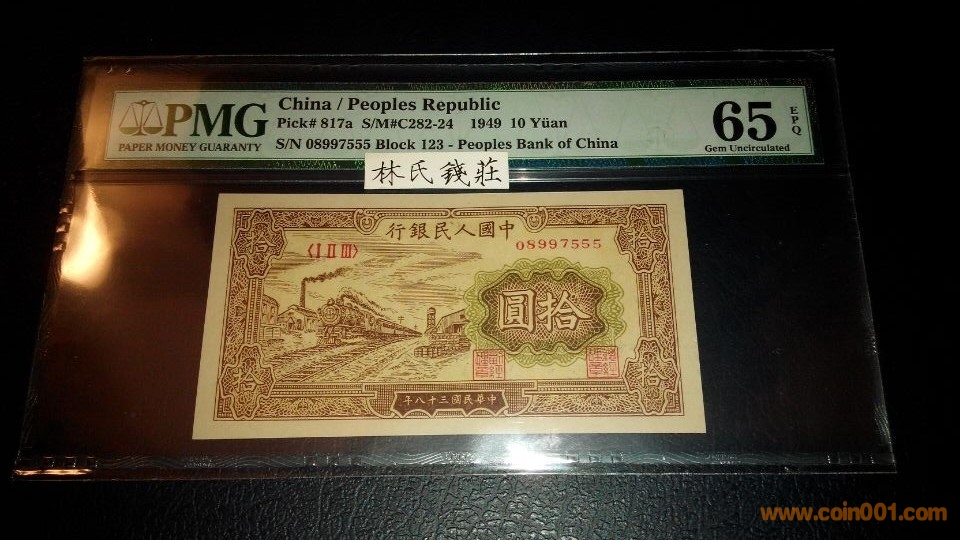 PMG
PAPER MONEY GUARANTY
China / Peoples Republic
Pick# 817a S/M#C282-24 1949 10 Yüan
S/N 08997555 Block 123 - Peoples Bank of China
65 EPQ
Gem Uncirculated
林氏錢莊
行銀民人國中
〈I II III〉
08997555
拾
拾
圓拾
拾
拾
年八十三國民華中
www.coin001.com